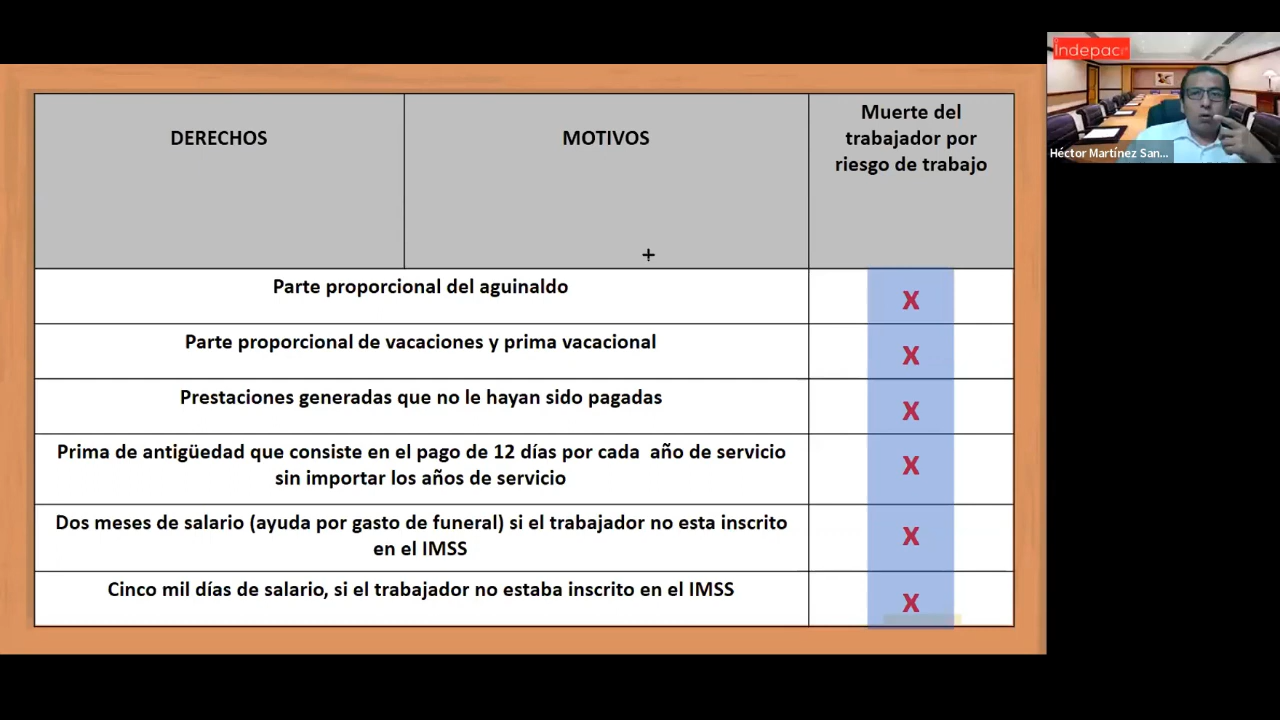 DERECHOS
MOTIVOS
Muerte del
trabajador por
riesgo de trabajo
Parte proporcional del aguinaldo
X
Parte proporcional de vacaciones y prima vacacional
X
Prestaciones generadas que no le hayan sido pagadas
X
Prima de antigüedad que consiste en el pago de 12 días por cada año de servicio
sin importar los años de servicio
X
Dos meses de salario (ayuda por gasto de funeral) si el trabajador no esta inscrito
en el IMSS
X
Cinco mil días de salario, si el trabajador no estaba inscrito en el IMSS
X
Indepac
Héctor Martínez San...